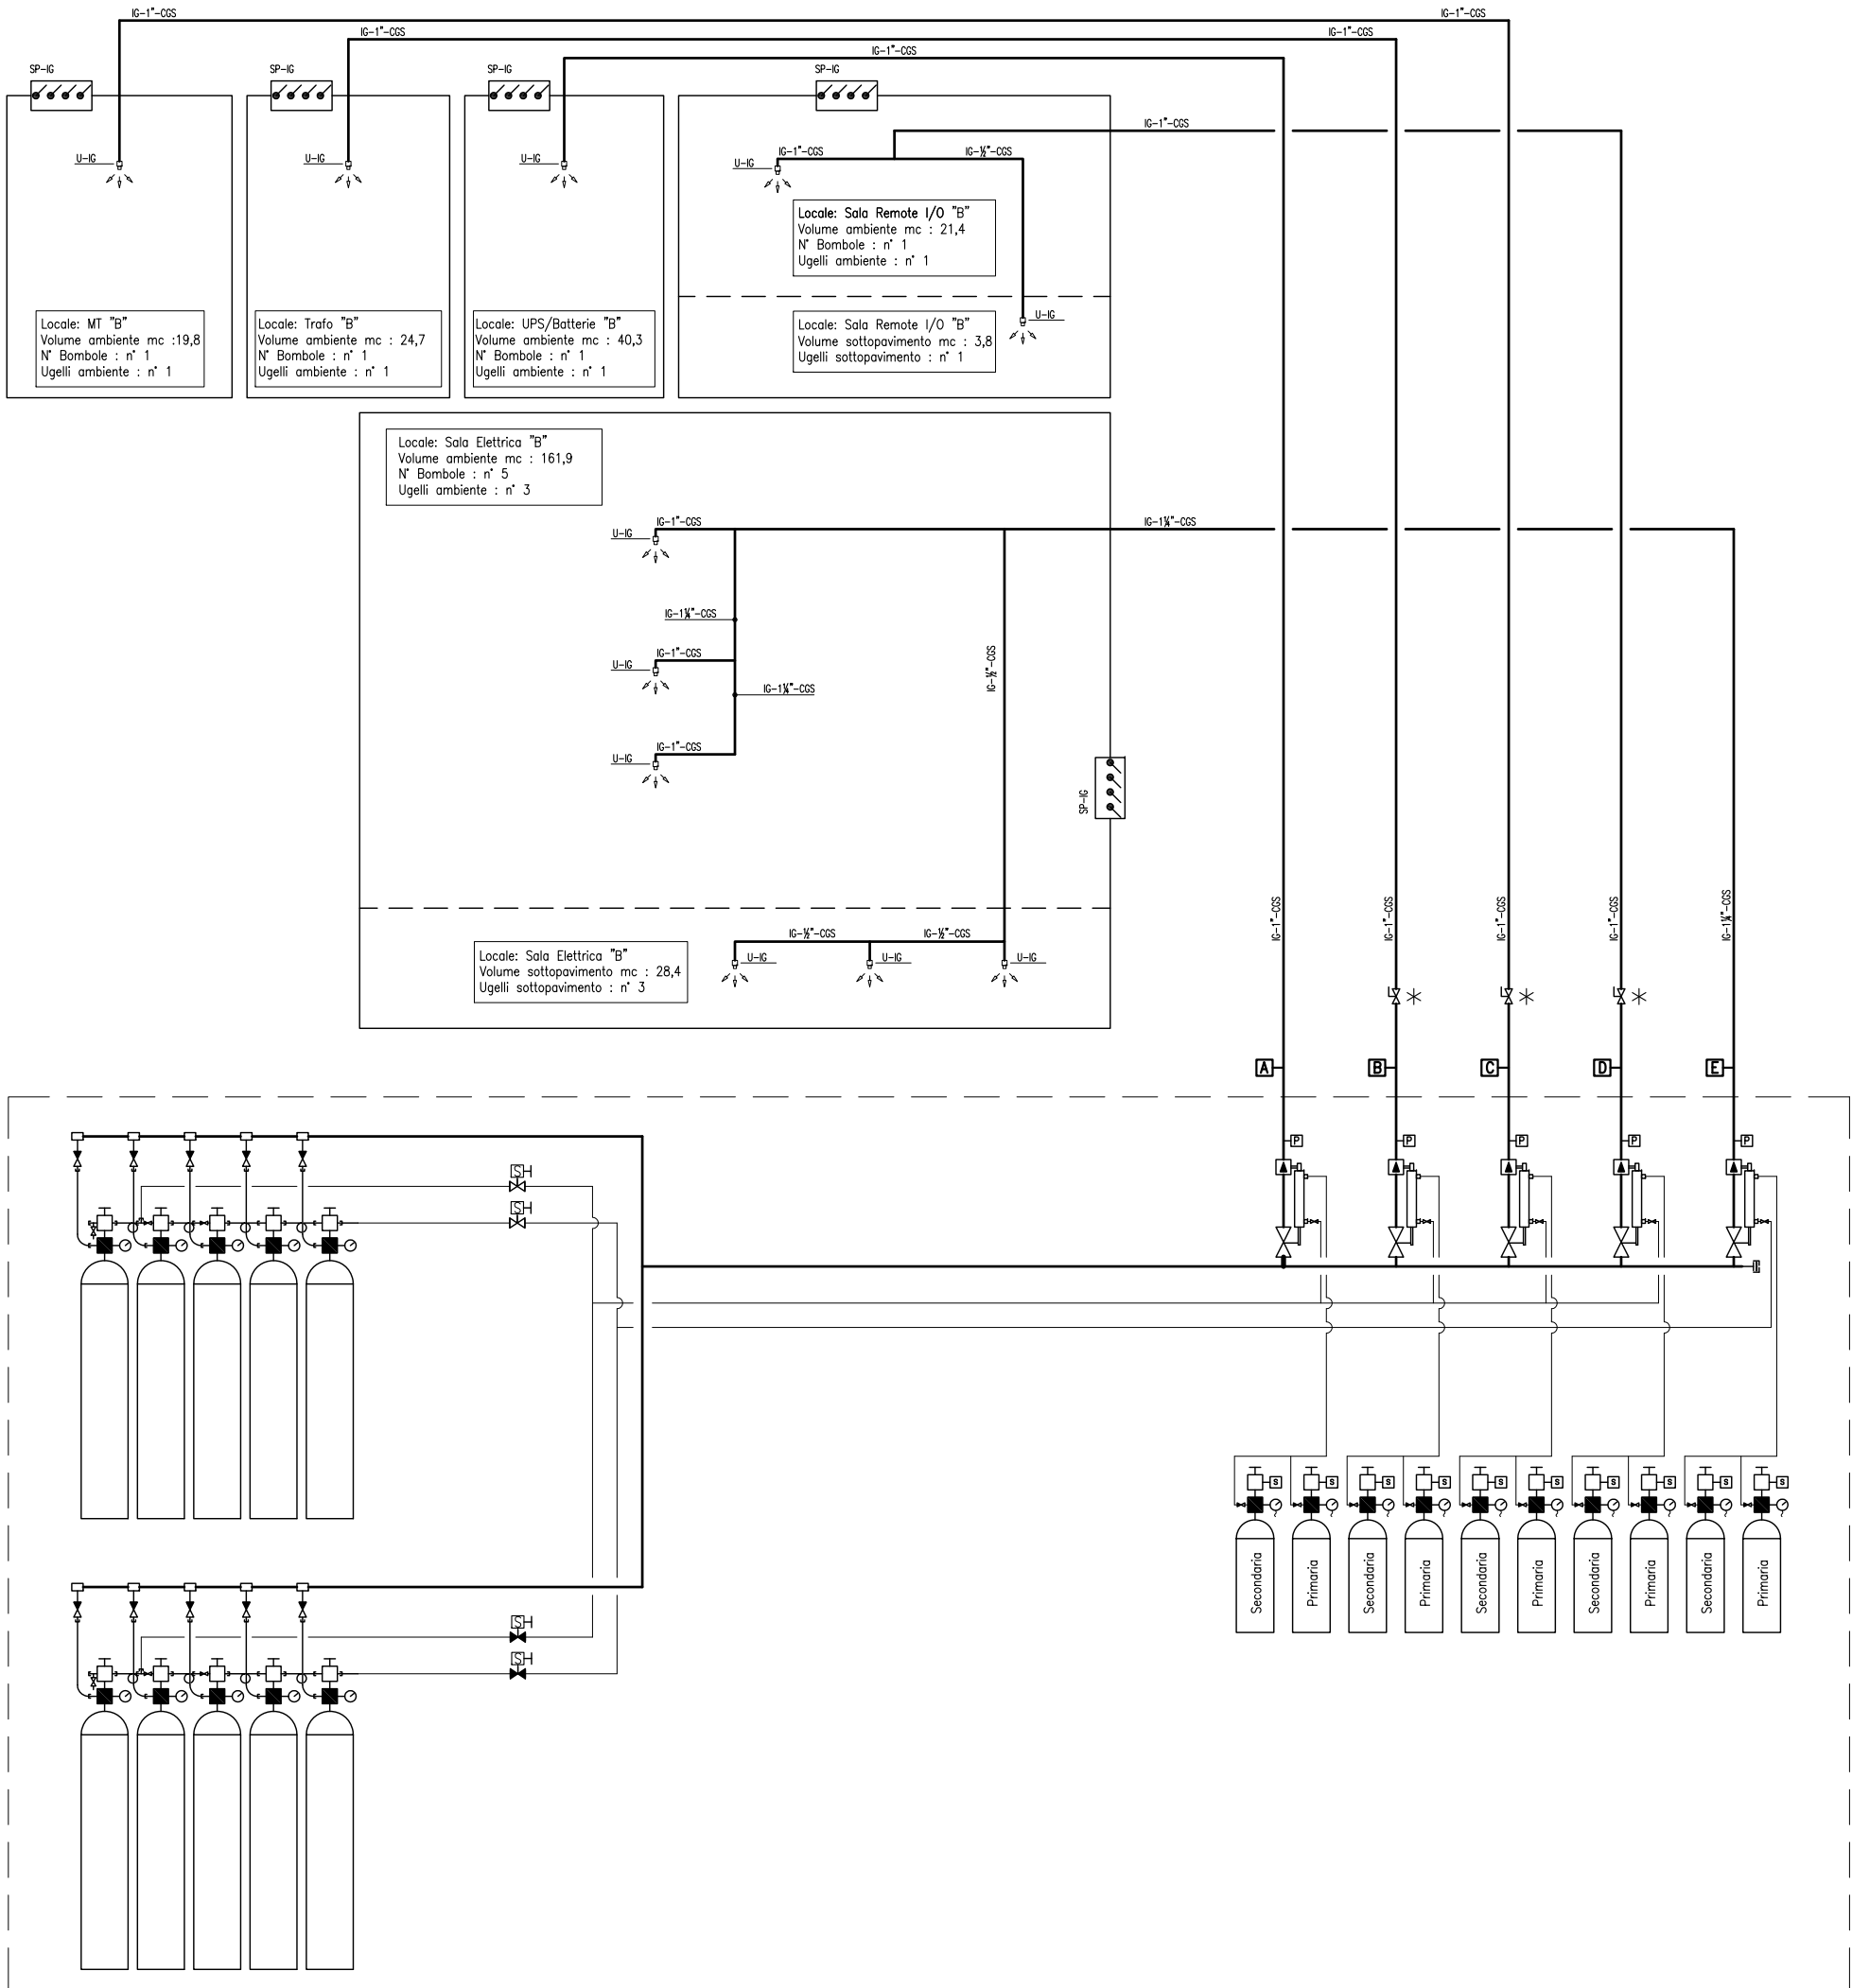 IG-1"-CGS
IG-1"-CGS
IG-1"-CGS
IG-1"-CGS
IG-1"-CGS
SP-IG
SP-IG
SP-IG
SP-IG
IG-1"-CGS
U-IG
U-IG
U-IG
U-IG
IG-1"-CGS
IG-½"-CGS
Locale: Sala Remote I/O "B"
Volume ambiente mc : 21,4
N° Bombole : n° 1
Ugelli ambiente : n° 1
Locale: MT "B"
Volume ambiente mc :19,8
N° Bombole : n° 1
Ugelli ambiente : n° 1
Locale: Trafo "B"
Volume ambiente mc : 24,7
N° Bombole : n° 1
Ugelli ambiente : n° 1
Locale: UPS/Batterie "B"
Volume ambiente mc : 40,3
N° Bombole : n° 1
Ugelli ambiente : n° 1
Locale: Sala Remote I/O "B"
Volume sottopavimento mc : 3,8
Ugelli sottopavimento : n° 1
U-IG
Locale: Sala Elettrica "B"
Volume ambiente mc : 161,9
N° Bombole : n° 5
Ugelli ambiente : n° 3
U-IG
IG-1"-CGS
IG-1¼"-CGS
IG-1¼"-CGS
U-IG
IG-1"-CGS
IG-1¼"-CGS
IG-½"-CGS
U-IG
IG-1"-CGS
SP-IG
Locale: Sala Elettrica "B"
Volume sottopavimento mc : 28,4
Ugelli sottopavimento : n° 3
IG-½"-CGS
IG-½"-CGS
U-IG
U-IG
U-IG
IG-1"-CGS
IG-1"-CGS
IG-1"-CGS
IG-1"-CGS
IG-1¼"-CGS
A
B
C
D
E
P
P
P
P
P
S
S
S
S
S
S
S
S
S
S
S
S
Secondaria
Primaria
Secondaria
Primaria
Secondaria
Primaria
Secondaria
Primaria
Secondaria
Primaria
S
S